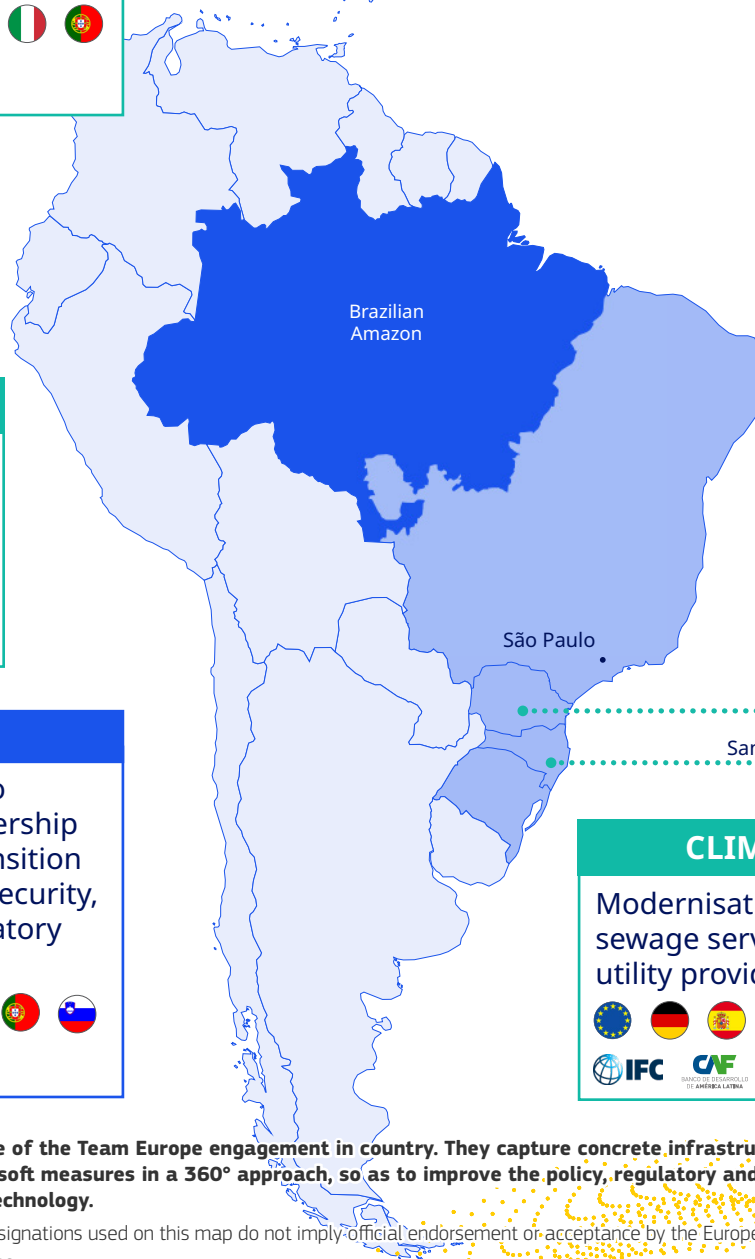 Brazilian
Amazon
São Paulo
San
o
ership
nsition
ecurity,
atory
CLIM
Modernisat
sewage serv
utility provid
IFC
CAF
BANCO DE DESARROLLO
DE AMÉRICA LATINA
e of the Team Europe engagement in country. They capture concrete infrastru
soft measures in a 360° approach, so as to improve the policy, regulatory and
echnology.
signations used on this map do not imply official endorsement or acceptance by the Europe